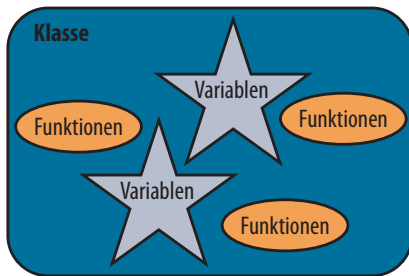 Klasse
Variablen
Funktionen
Funktionen
Variablen
Funktionen